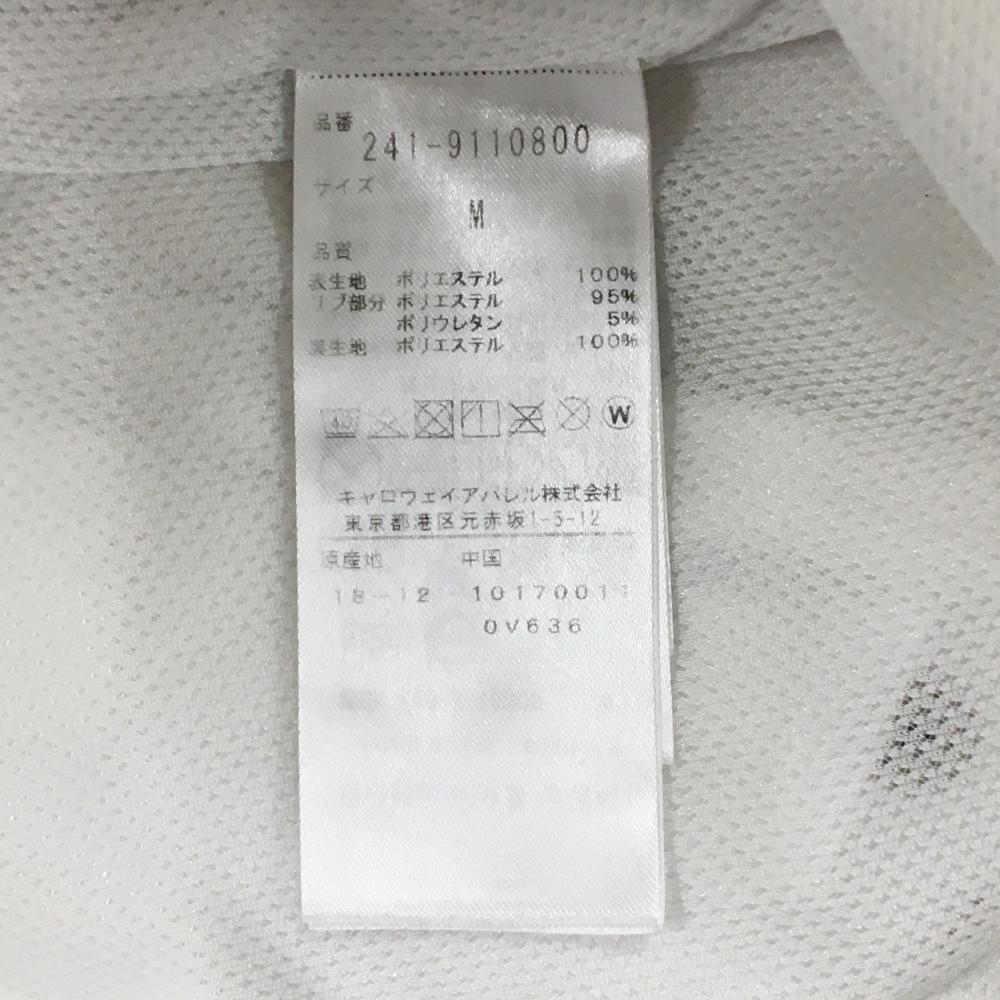 品番
241-9110800
サイズ
M
品質
表生地 ポリエステル 100%
リブ部分 ポリエステル 95%
ポリウレタン 5%
裏生地 ポリエステル 100%
40 W
キャロウェイアパレル株式会社
東京都港区元赤坂1-5-12
原産地 中国
18-12 10170011
0V636